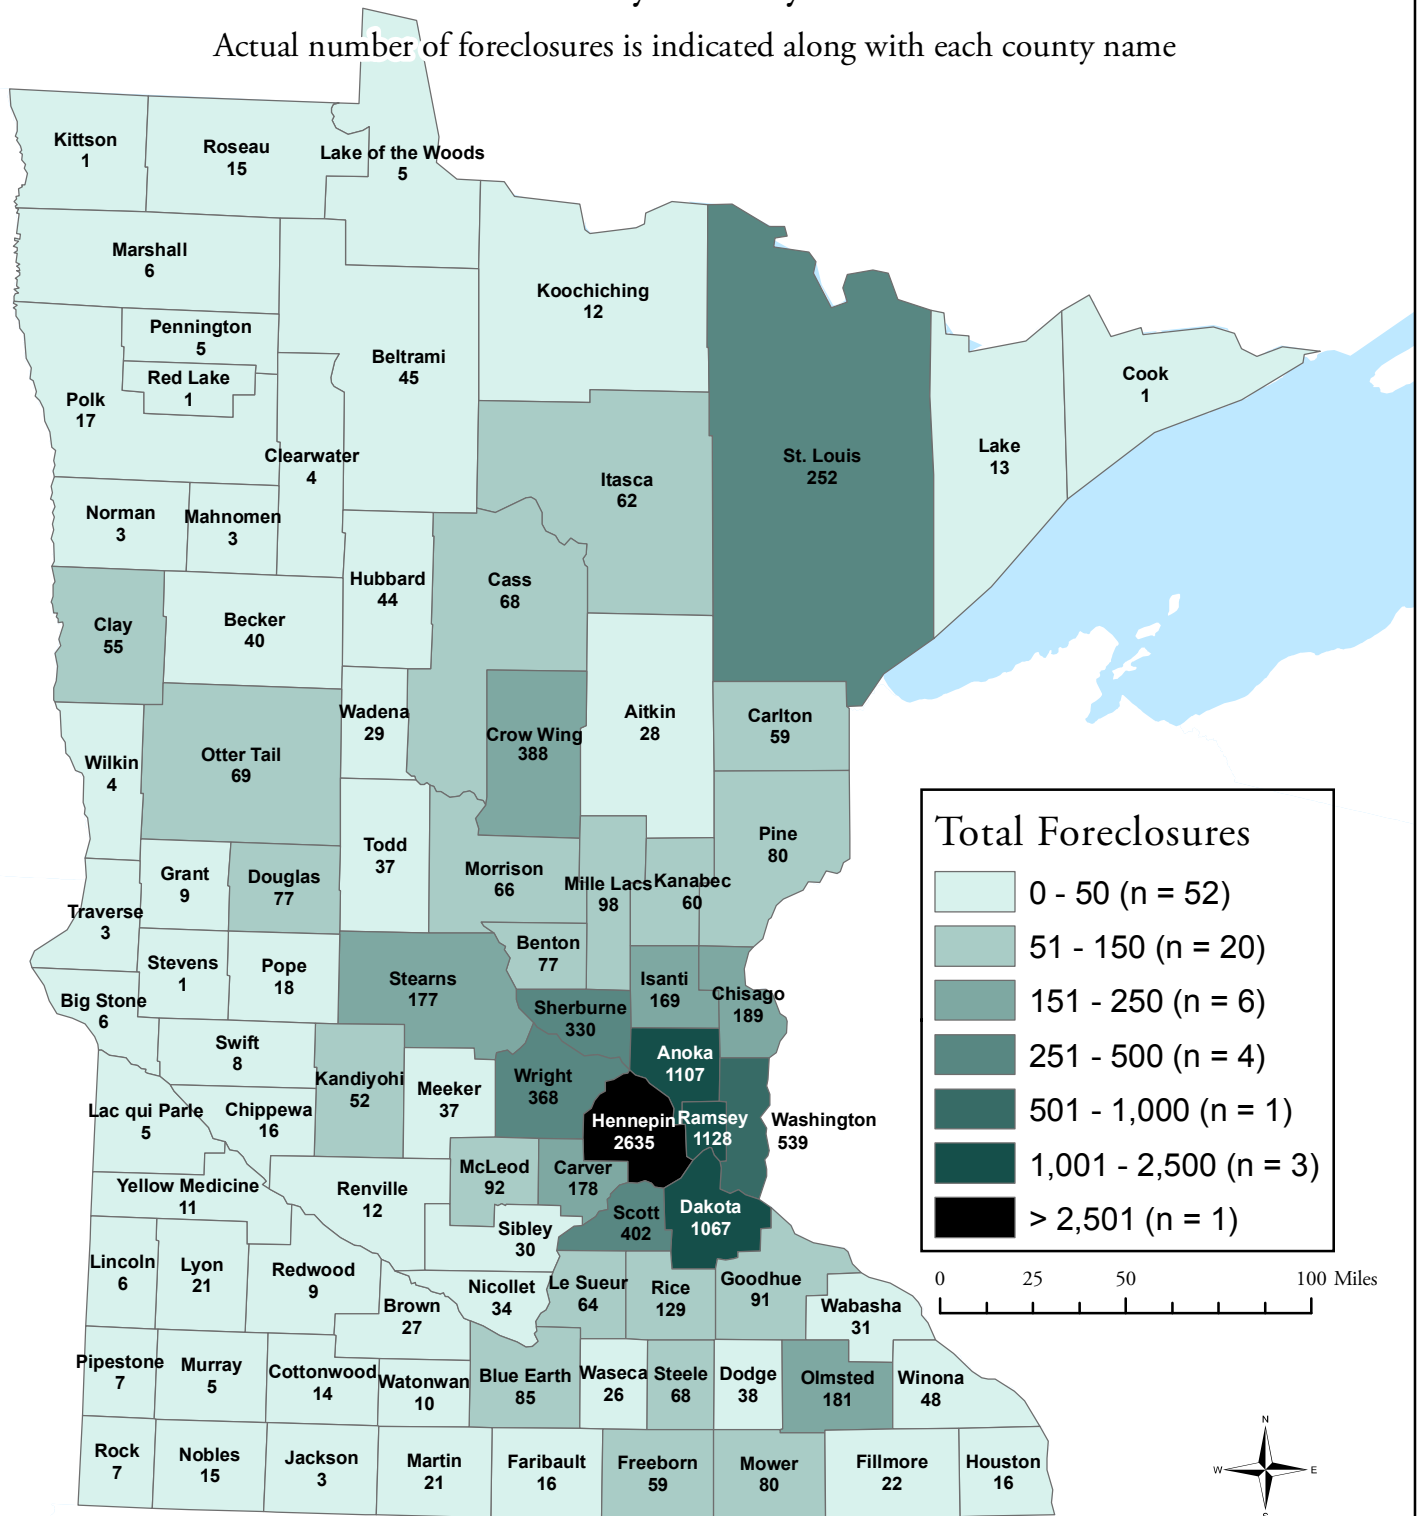 Actual number of foreclosures is indicated along with each county name
Kittson
1
Roseau
15
Lake of the Woods
5
Marshall
6
Koochiching
12
Pennington
5
Beltrami
45
Red Lake
1
Polk
17
Cook
1
Lake
13
St. Louis
252
Clearwater
4
Itasca
62
Norman
3
Mahnomen
3
Hubbard
44
Cass
68
Clay
55
Becker
40
Wadena
29
Crow Wing
388
Aitkin
28
Carlton
59
Wilkin
4
Otter Tail
69
Todd
37
Pine
80
Grant
9
Douglas
77
Morrison
66
Mille Lacs
98
Kanabec
60
Traverse
3
Benton
77
Stevens
1
Pope
18
Stearns
177
Isanti
169
Chisago
189
Big Stone
6
Sherburne
330
Swift
8
Kandiyohi
52
Meeker
37
Wright
368
Anoka
1107
Lac qui Parle
5
Chippewa
16
Hennepin
2635
Ramsey
1128
Washington
539
Yellow Medicine
11
Renville
12
McLeod
92
Carver
178
Scott
402
Dakota
1067
Sibley
30
Lincoln
6
Lyon
21
Redwood
9
Nicollet
34
Le Sueur
64
Rice
129
Goodhue
91
Brown
27
Wabasha
31
Pipestone
7
Murray
5
Cottonwood
14
Watonwan
10
Blue Earth
85
Waseca
26
Steele
68
Dodge
38
Olmsted
181
Winona
48
Rock
7
Nobles
15
Jackson
3
Martin
21
Faribault
16
Freeborn
59
Mower
80
Fillmore
22
Houston
16
Total Foreclosures
0 - 50 (n = 52)
51 - 150 (n = 20)
151 - 250 (n = 6)
251 - 500 (n = 4)
501 - 1,000 (n = 1)
1,001 - 2,500 (n = 3)
> 2,501 (n = 1)
0 25 50 100 Miles
N
W E
S